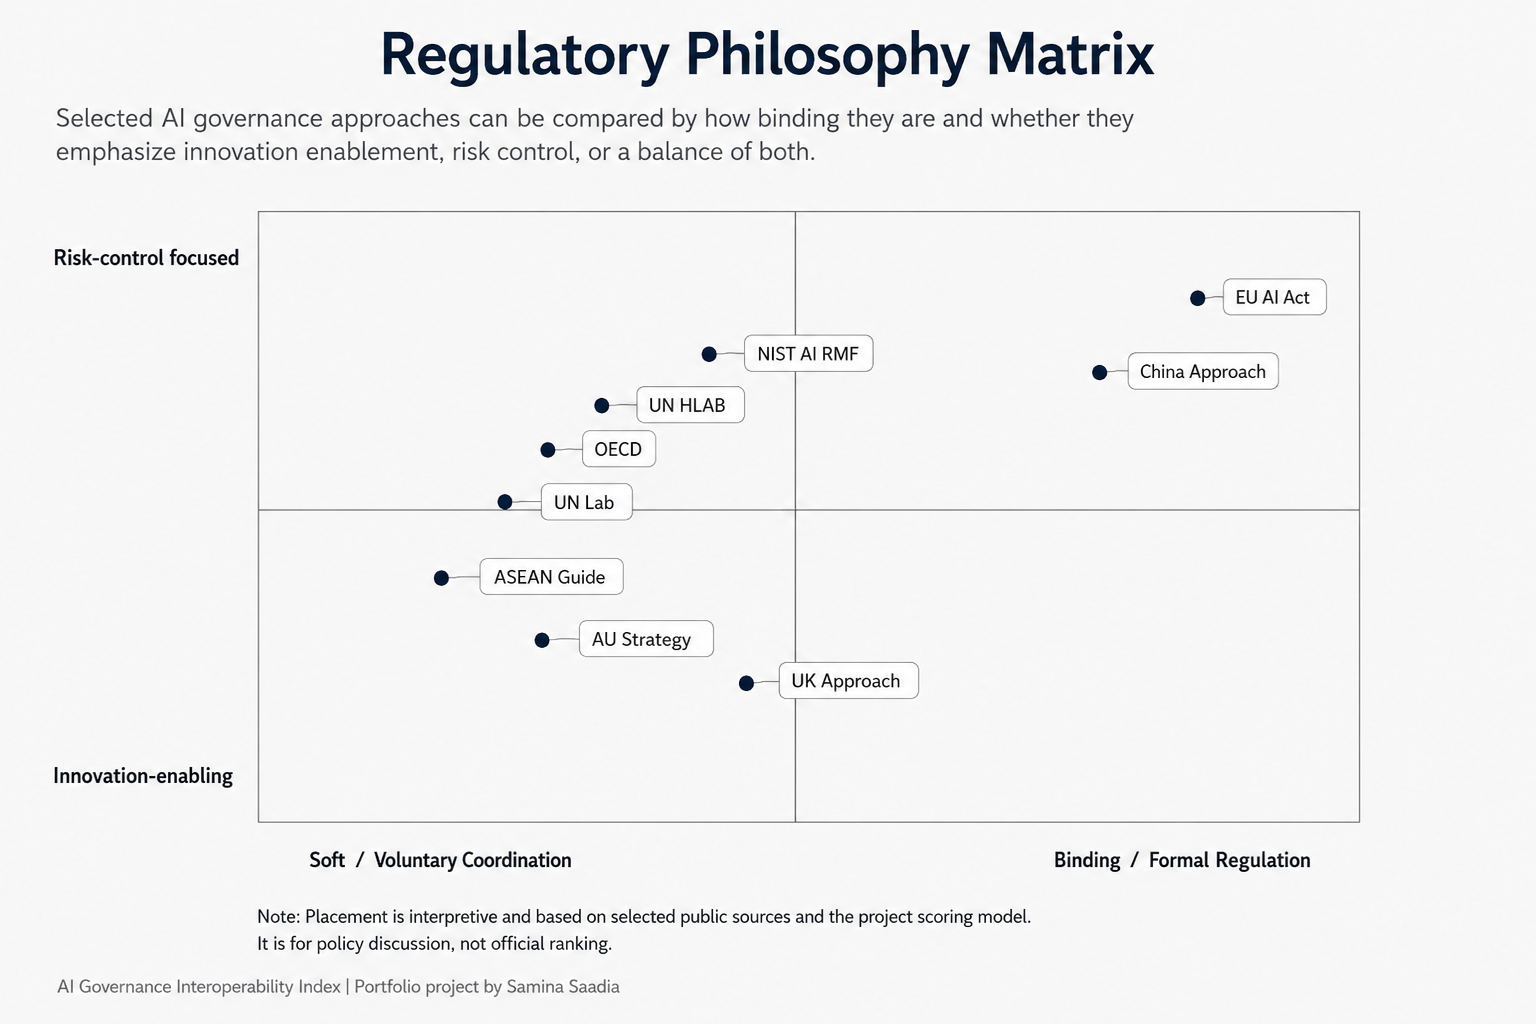 Regulatory Philosophy Matrix
Selected AI governance approaches can be compared by how binding they are and whether they
emphasize innovation enablement, risk control, or a balance of both.
Risk-control focused
EU AI Act
NIST AI RMF
China Approach
UN HLAB
OECD
UN Lab
ASEAN Guide
AU Strategy
UK Approach
Innovation-enabling
Soft / Voluntary Coordination
Binding / Formal Regulation
Note: Placement is interpretive and based on selected public sources and the project scoring model.
It is for policy discussion, not official ranking.
AI Governance Interoperability Index | Portfolio project by Samina Saadia